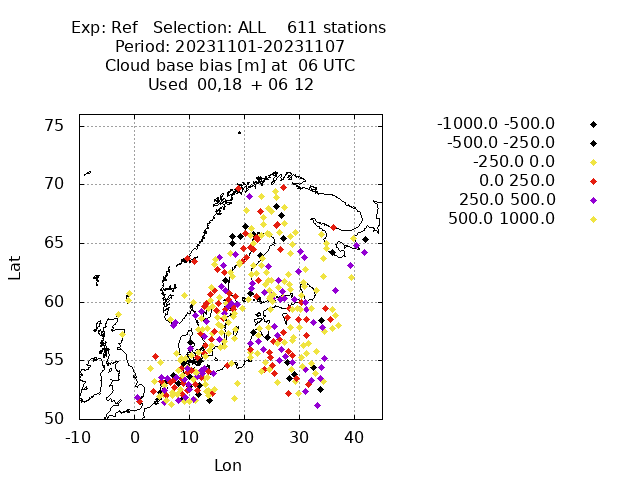 Exp: Ref   Selection: ALL    611 stations
Period: 20231101-20231107
Cloud base bias [m] at  06 UTC
Used  00,18  + 06 12
-1000.0 -500.0
-500.0 -250.0
-250.0 0.0
0.0 250.0
250.0 500.0
500.0 1000.0
75
70
65
60
55
50
Lat
-10 0 10 20 30 40
Lon